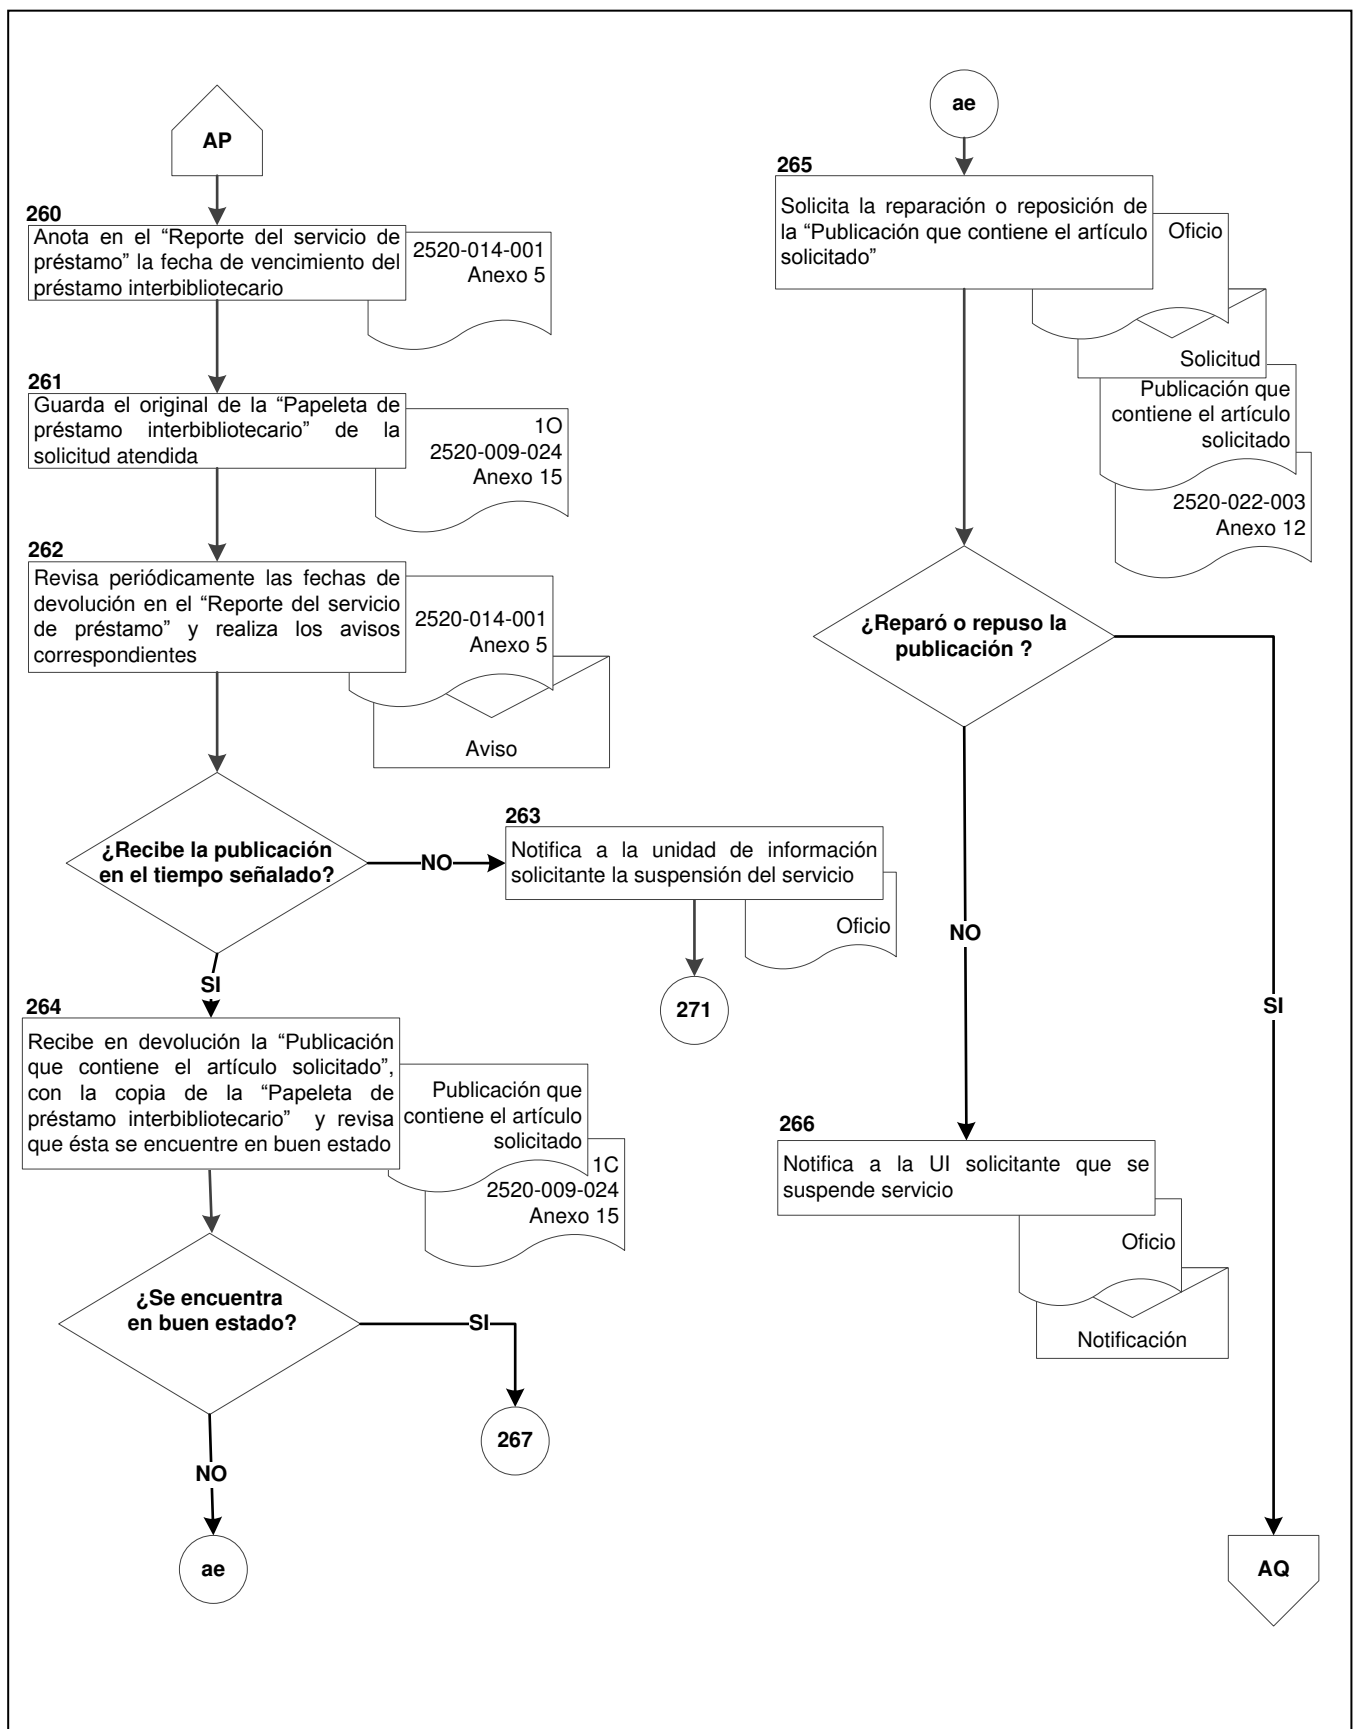 AP
260
Anota en el “Reporte del servicio de
préstamo” la fecha de vencimiento del
préstamo interbibliotecario
2520-014-001
Anexo 5
261
Guarda el original de la “Papeleta de
préstamo interbibliotecario” de la
solicitud atendida
1O
2520-009-024
Anexo 15
262
Revisa periódicamente las fechas de
devolución en el “Reporte del servicio
de préstamo” y realiza los avisos
correspondientes
2520-014-001
Anexo 5
Aviso
¿Recibe la publicación
en el tiempo señalado?
NO
263
Notifica a la unidad de información
solicitante la suspensión del servicio
Oficio
271
SI
264
Recibe en devolución la “Publicación
que contiene el artículo solicitado”,
con la copia de la “Papeleta de
préstamo interbibliotecario” y revisa
que ésta se encuentre en buen estado
Publicación que
contiene el artículo
solicitado
1C
2520-009-024
Anexo 15
¿Se encuentra
en buen estado?
SI
267
NO
ae
ae
265
Solicita la reparación o reposición de
la “Publicación que contiene el artículo
solicitado”
Oficio
Solicitud
Publicación que
contiene el artículo
solicitado
2520-022-003
Anexo 12
¿Reparó o repuso la
publicación ?
NO
SI
266
Notifica a la UI solicitante que se
suspende servicio
Oficio
Notificación
AQ